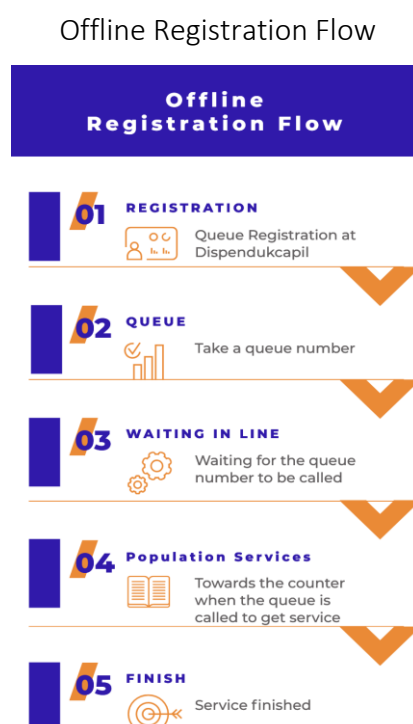 Offline Registration Flow
Offline
Registration Flow
01 REGISTRATION
Queue Registration at
Dispendukcapil
02 QUEUE
Take a queue number
03 WAITING IN LINE
Waiting for the queue
number to be called
04 Population Services
Towards the counter
when the queue is
called to get service
05 FINISH
Service finished